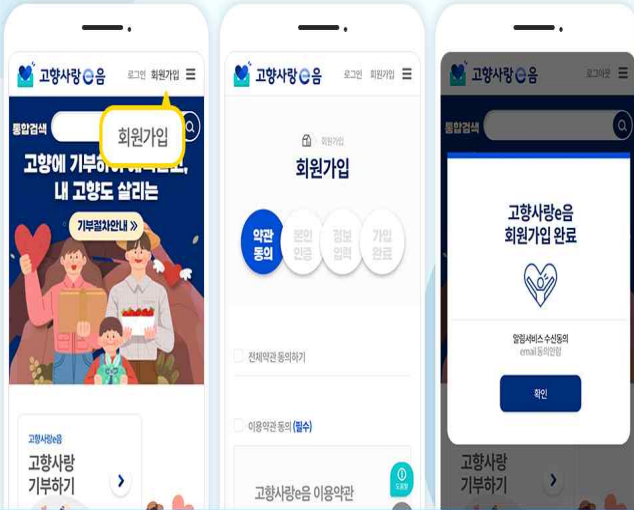 고향사랑e음 로그인 회원가입
통합검색
회원가입
고향에 기부하
내 고향도 살리는
기부절차안내 »
고향사랑e음
고향사랑
기부하기
고향사랑e음 로그인 회원가입
회원가입
회원가입
약관
동의
본인
인증
정보
입력
가입
완료
전체약관 동의하기
이용약관 동의 (필수)
고향사랑e음 이용약관
도움말
고향사랑e음 로그아웃
통합검색
고향사랑e음
회원가입 완료
알림서비스 수신동의
email 동의안함
확인
고향사랑
기부하기